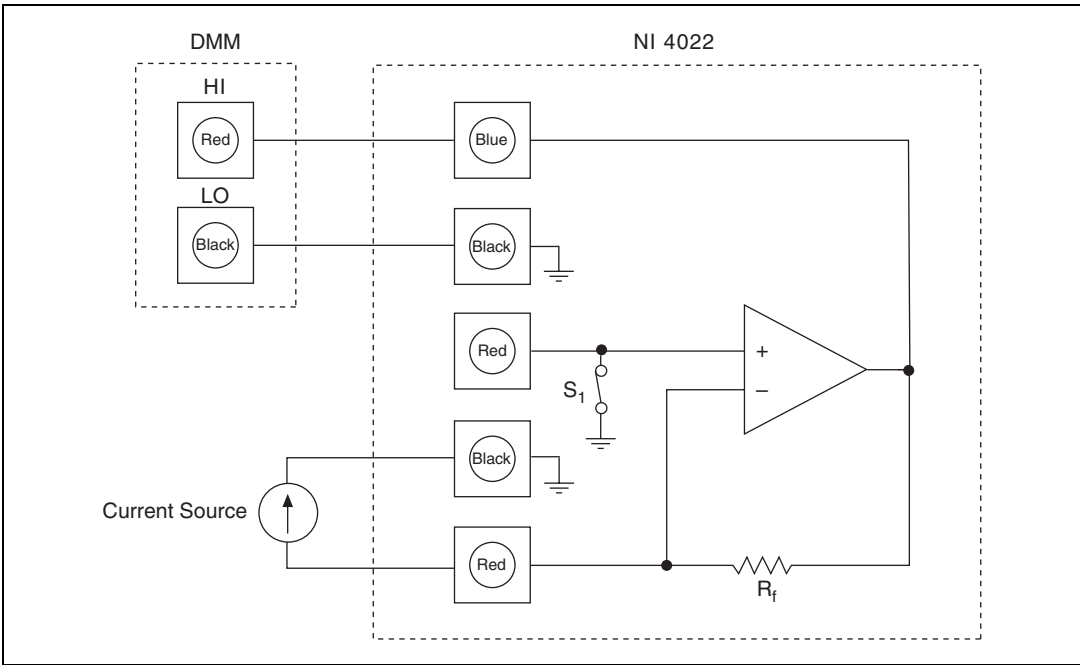 DMM
NI 4022
HI
Red
Blue
LO
Black
Black
Red
+
S1
–
Black
Current Source
Red
Rf